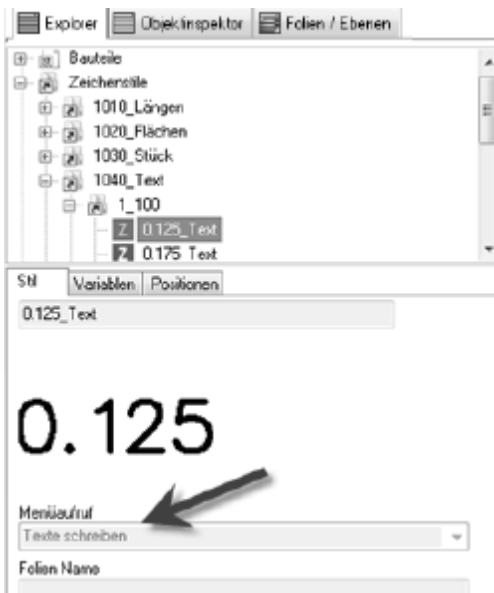 Explorer Objektinspektor Folien / Ebenen
Bauteile
Zeichenstile
1010_Längen
1020_Flächen
1030_Stück
1040_Text
1_100
Z 0.125_Text
Z 0.175_Text
Stil Variablen Positionen
0.125_Text
0.125
Menüaufruf
Texte schreiben
Folien Name